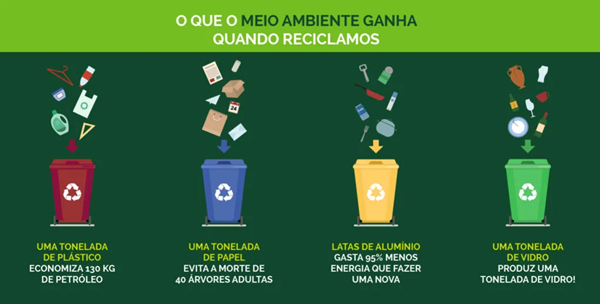 O QUE O MEIO AMBIENTE GANHA
QUANDO RECICLAMOS
24
UMA TONELADA
DE PLÁSTICO
ECONOMIZA 130 KG
DE PETRÓLEO
UMA TONELADA
DE PAPEL
EVITA A MORTE DE
40 ÁRVORES ADULTAS
LATAS DE ALUMÍNIO
GASTA 95% MENOS
ENERGIA QUE FAZER
UMA NOVA
UMA TONELADA
DE VIDRO
PRODUZ UMA
TONELADA DE VIDRO!